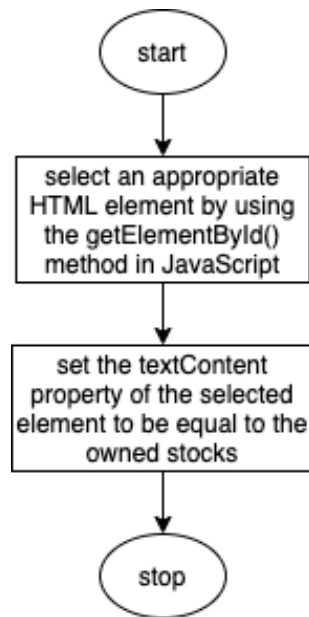 start
select an appropriate
HTML element by using
the getElementById()
method in JavaScript
set the textContent
property of the selected
element to be equal to the
owned stocks
stop